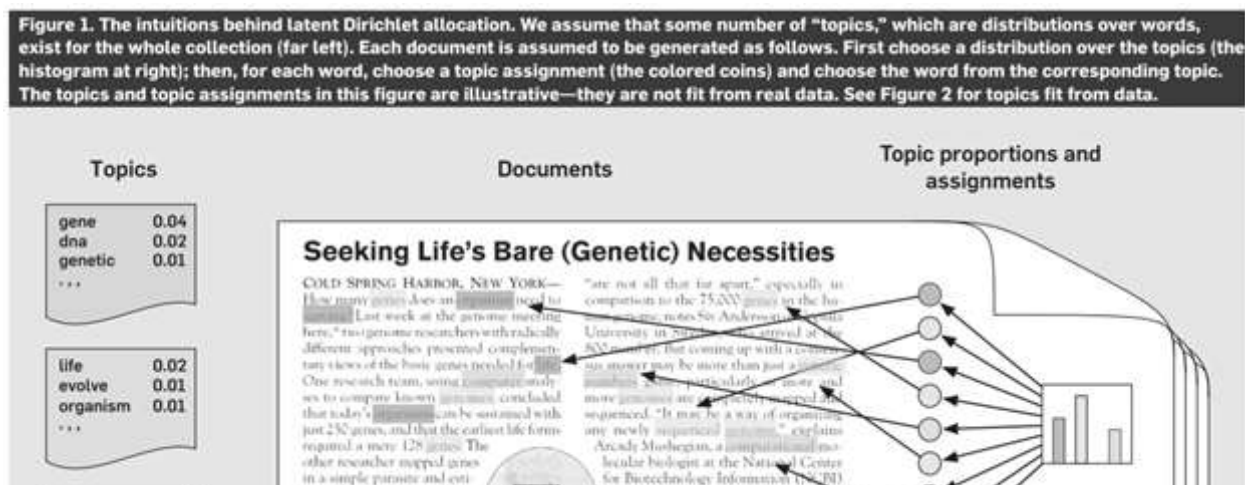 Figure 1. The intuitions behind latent Dirichlet allocation. We assume that some number of “topics,” which are distributions over words,
exist for the whole collection (far left). Each document is assumed to be generated as follows. First choose a distribution over the topics (the
histogram at right); then, for each word, choose a topic assignment (the colored coins) and choose the word from the corresponding topic.
The topics and topic assignments in this figure are illustrative—they are not fit from real data. See Figure 2 for topics fit from data.
Topics
Documents
Topic proportions and
assignments
gene 0.04
dna 0.02
genetic 0.01
...
life 0.02
evolve 0.01
organism 0.01
...
Seeking Life’s Bare (Genetic) Necessities
COLD SPRING HARBOR, NEW YORK—
How many genes does an organism need to
survive? Last week at the genome meeting
here,* two genome researchers with radically
different approaches presented complemen-
tary views of the basic genes needed for life.
One research team, using computer analy-
ses to compare known genomes, concluded
that today’s organisms can be sustained with
just 250 genes, and that the earliest life forms
required a mere 128 genes. The
other researcher mapped genes
in a simple parasite and esti-
“are not all that far apart,” especially in
comparison to the 75,000 genes in the hu-
man genome, notes Siv Andersson
University in arrived at the
800 number. But coming up with a
sus answer may be more than just a
numbers particularly more and
more genomes are completely mapped and
sequenced. “It may be a way of organizing
any newly sequenced genome,” explains
Arcady Mushegian, a computational mo-
lecular biologist at the National Center
for Biotechnology Information (NCBI)